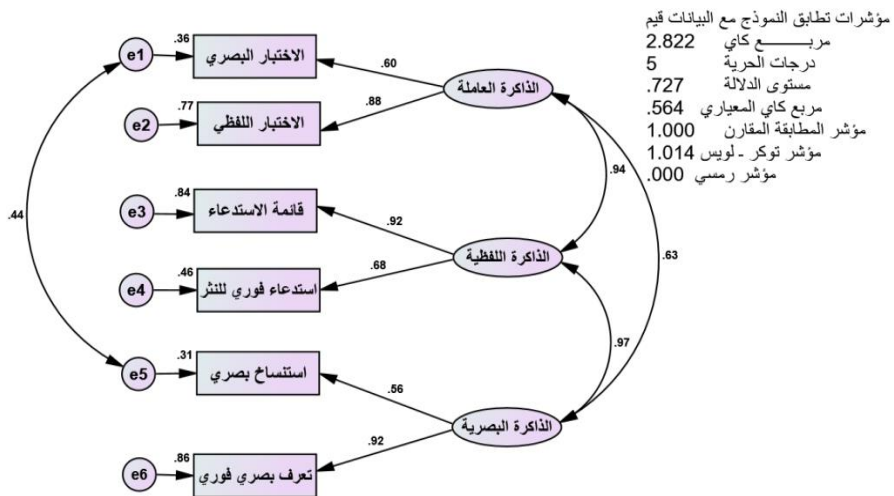 مؤشرات تطابق النموذج مع البيانات قيم
مربـــــــع كاي 2.822
درجات الحرية 5
مستوى الدلالة .727
مربع كاي المعياري .564
مؤشر المطابقة المقارن 1.000
مؤشر توكر ـ لويس 1.014
مؤشر رمسي .000
e1
.36
الاختبار البصري
.60
الذاكرة العاملة
e2
.77
الاختبار اللفظي
.88
.94
e3
.84
قائمة الاستدعاء
.92
.44
الذاكرة اللفظية
.63
e4
.46
استدعاء فوري للنثر
.68
.97
e5
.31
استنساخ بصري
.56
الذاكرة البصرية
e6
.86
تعرف بصري فوري
.92